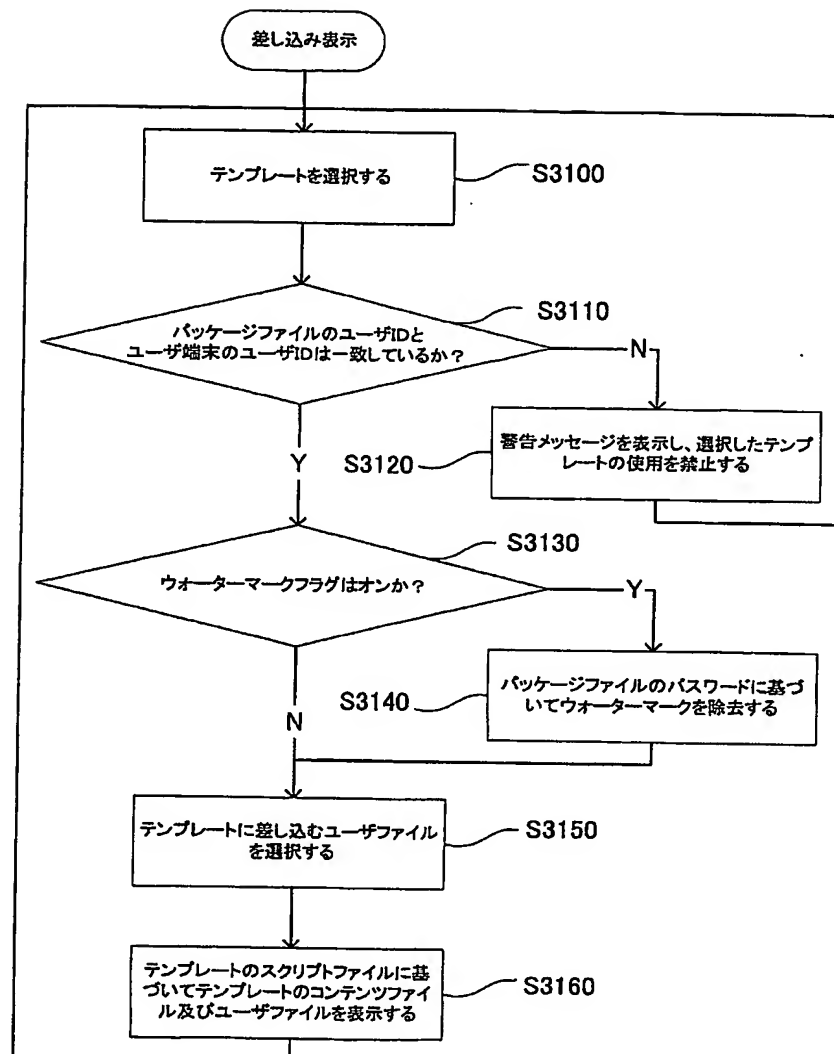 差し込み表示
テンプレートを選択する
S3100
パッケージファイルのユーザIDと
ユーザ端末のユーザIDは一致しているか？
S3110
N
Y
警告メッセージを表示し、選択したテンプ
レートの使用を禁止する
S3120
ウォーターマークフラグはオンか？
S3130
Y
N
パッケージファイルのパスワードに基づ
いてウォーターマークを除去する
S3140
テンプレートに差し込むユーザファイル
を選択する
S3150
テンプレートのスクリプトファイルに基
づいてテンプレートのコンテンツファイ
ル及びユーザファイルを表示する
S3160